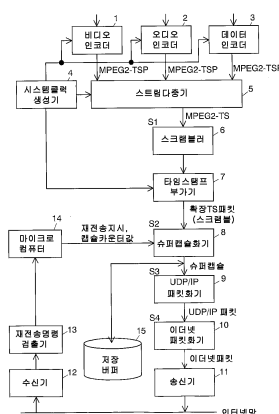 1
2
3
비디오
인코더
오디오
인코더
데이터
인코더
MPEG2-TSP
MPEG2-TSP
MPEG2-TSP
4
시스템클럭
생성기
스트림다중기
5
MPEG2-TS
S1
스크램블러
6
타임스탬프
부가기
7
확장TS패킷
(스크램블)
14
마이크로
컴퓨터
재전송지시,
캡슐카운터값
S2
슈퍼캡슐화기
8
슈퍼캡슐
S3
UDP/IP
패킷화기
9
UDP/IP 패킷
13
재전송명령
검출기
15
저장
버퍼
S4
이더넷
패킷화기
10
이더넷패킷
수신기
12
송신기
11
이더넷망